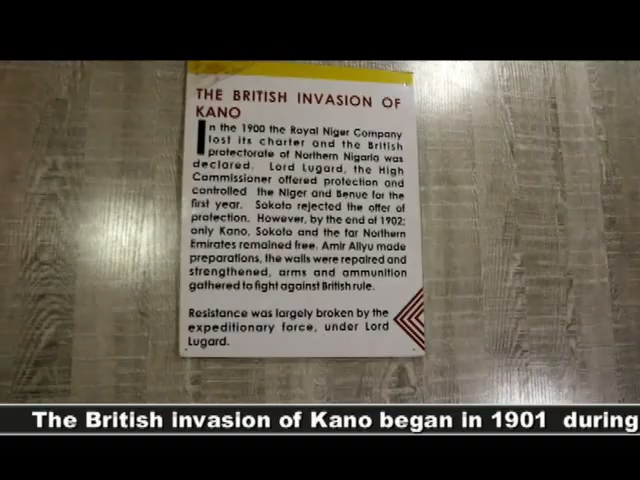 THE BRITISH INVASION OF
KANO
In the 1900 the Royal Niger Company
lost its charter and the British
protectorate of Northern Nigaria was
declared. Lord Lugard, the High
Commissioner offered protection and
controlled the Niger and Benue for the
first year. Sokoto rejected the offer of
protection. However, by the end of 1902;
only Kano, Sokoto and the far Northern
Emirates remained free. Amir Aliyu made
preparations, the walls were repaired and
strengthened, arms and ammunition
gathered to fight against British rule.
Resistance was largely broken by the
expeditionary force, under Lord
Lugard.
The British invasion of Kano began in 1901 during